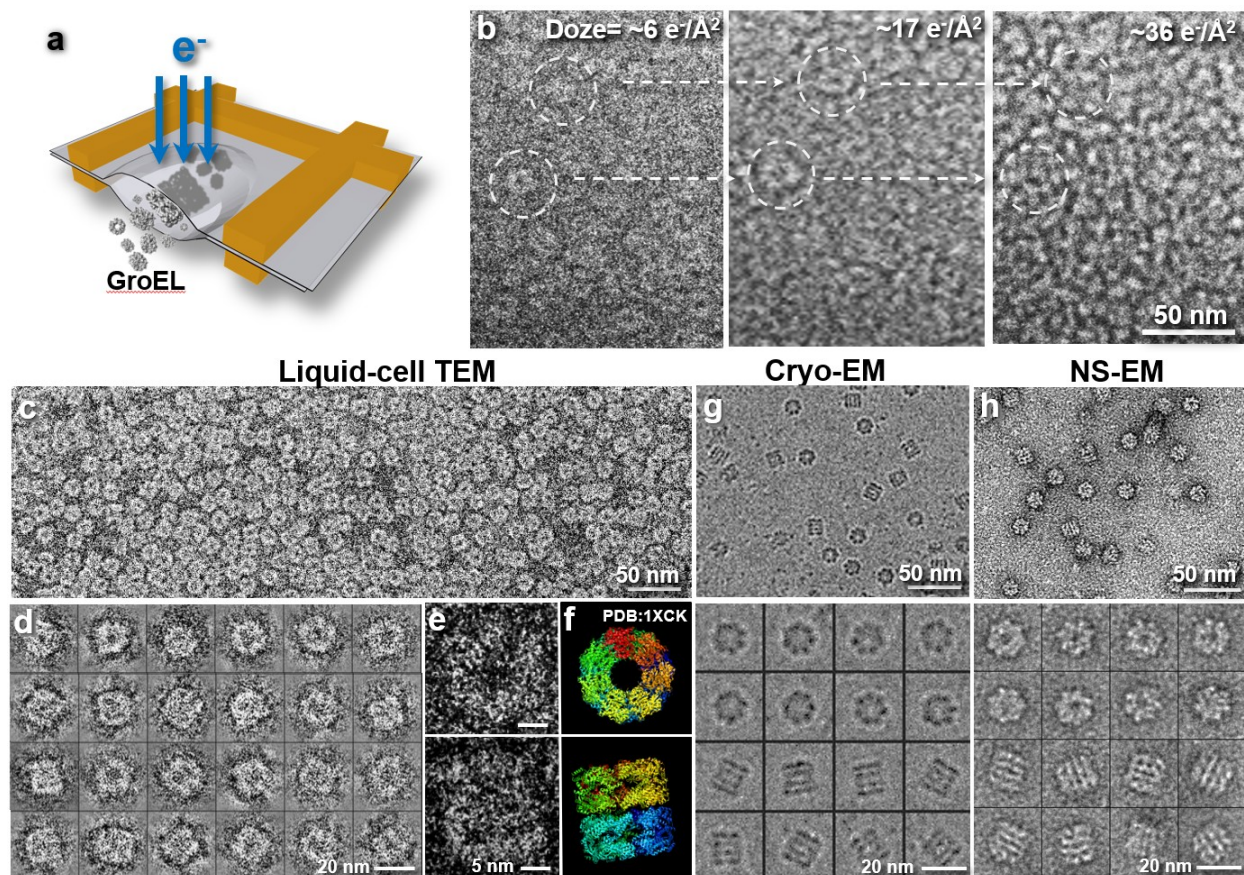 a
e-
GroEL
b
Doze= ~6 e-/Å2
~17 e-/Å2
~36 e-/Å2
50 nm
Liquid-cell TEM
Cryo-EM
NS-EM
c
50 nm
g
50 nm
h
50 nm
d
20 nm
e
5 nm
f
PDB:1XCK
20 nm
20 nm